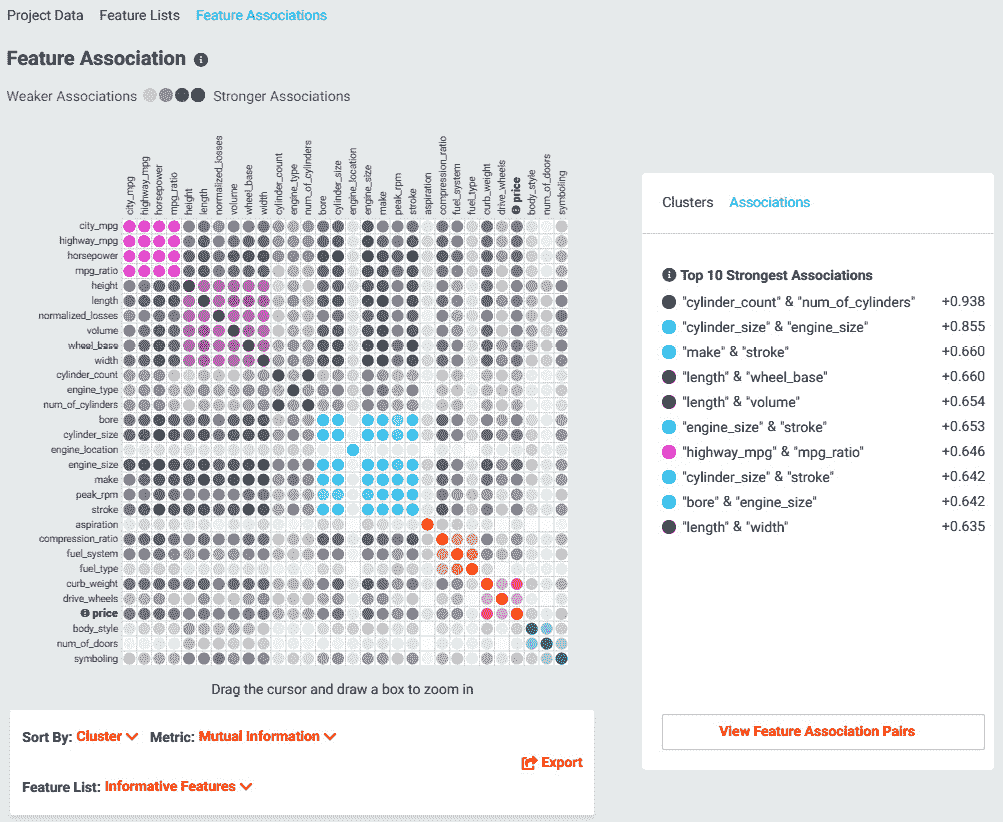 Project Data Feature Lists Feature Associations
Feature Association
Weaker Associations Stronger Associations
city_mpg highway_mpg horsepower mpg_ratio height length normalized_losses volume wheel_base width cylinder_count engine_type num_of_cylinders bore cylinder_size engine_location engine_size make peak_rpm stroke aspiration compression_ratio fuel_system fuel_type curb_weight drive_wheels price body_style num_of_doors symboling
city_mpg
highway_mpg
horsepower
mpg_ratio
height
length
normalized_losses
volume
wheel_base
width
cylinder_count
engine_type
num_of_cylinders
bore
cylinder_size
engine_location
engine_size
make
peak_rpm
stroke
aspiration
compression_ratio
fuel_system
fuel_type
curb_weight
drive_wheels
price
body_style
num_of_doors
symboling
Drag the cursor and draw a box to zoom in
Sort By: Cluster Metric: Mutual Information
Export
Feature List: Informative Features
Clusters Associations
Top 10 Strongest Associations
"cylinder_count" & "num_of_cylinders" +0.938
"cylinder_size" & "engine_size" +0.855
"make" & "stroke" +0.660
"length" & "wheel_base" +0.660
"length" & "volume" +0.654
"engine_size" & "stroke" +0.653
"highway_mpg" & "mpg_ratio" +0.646
"cylinder_size" & "stroke" +0.642
"bore" & "engine_size" +0.642
"length" & "width" +0.635
View Feature Association Pairs